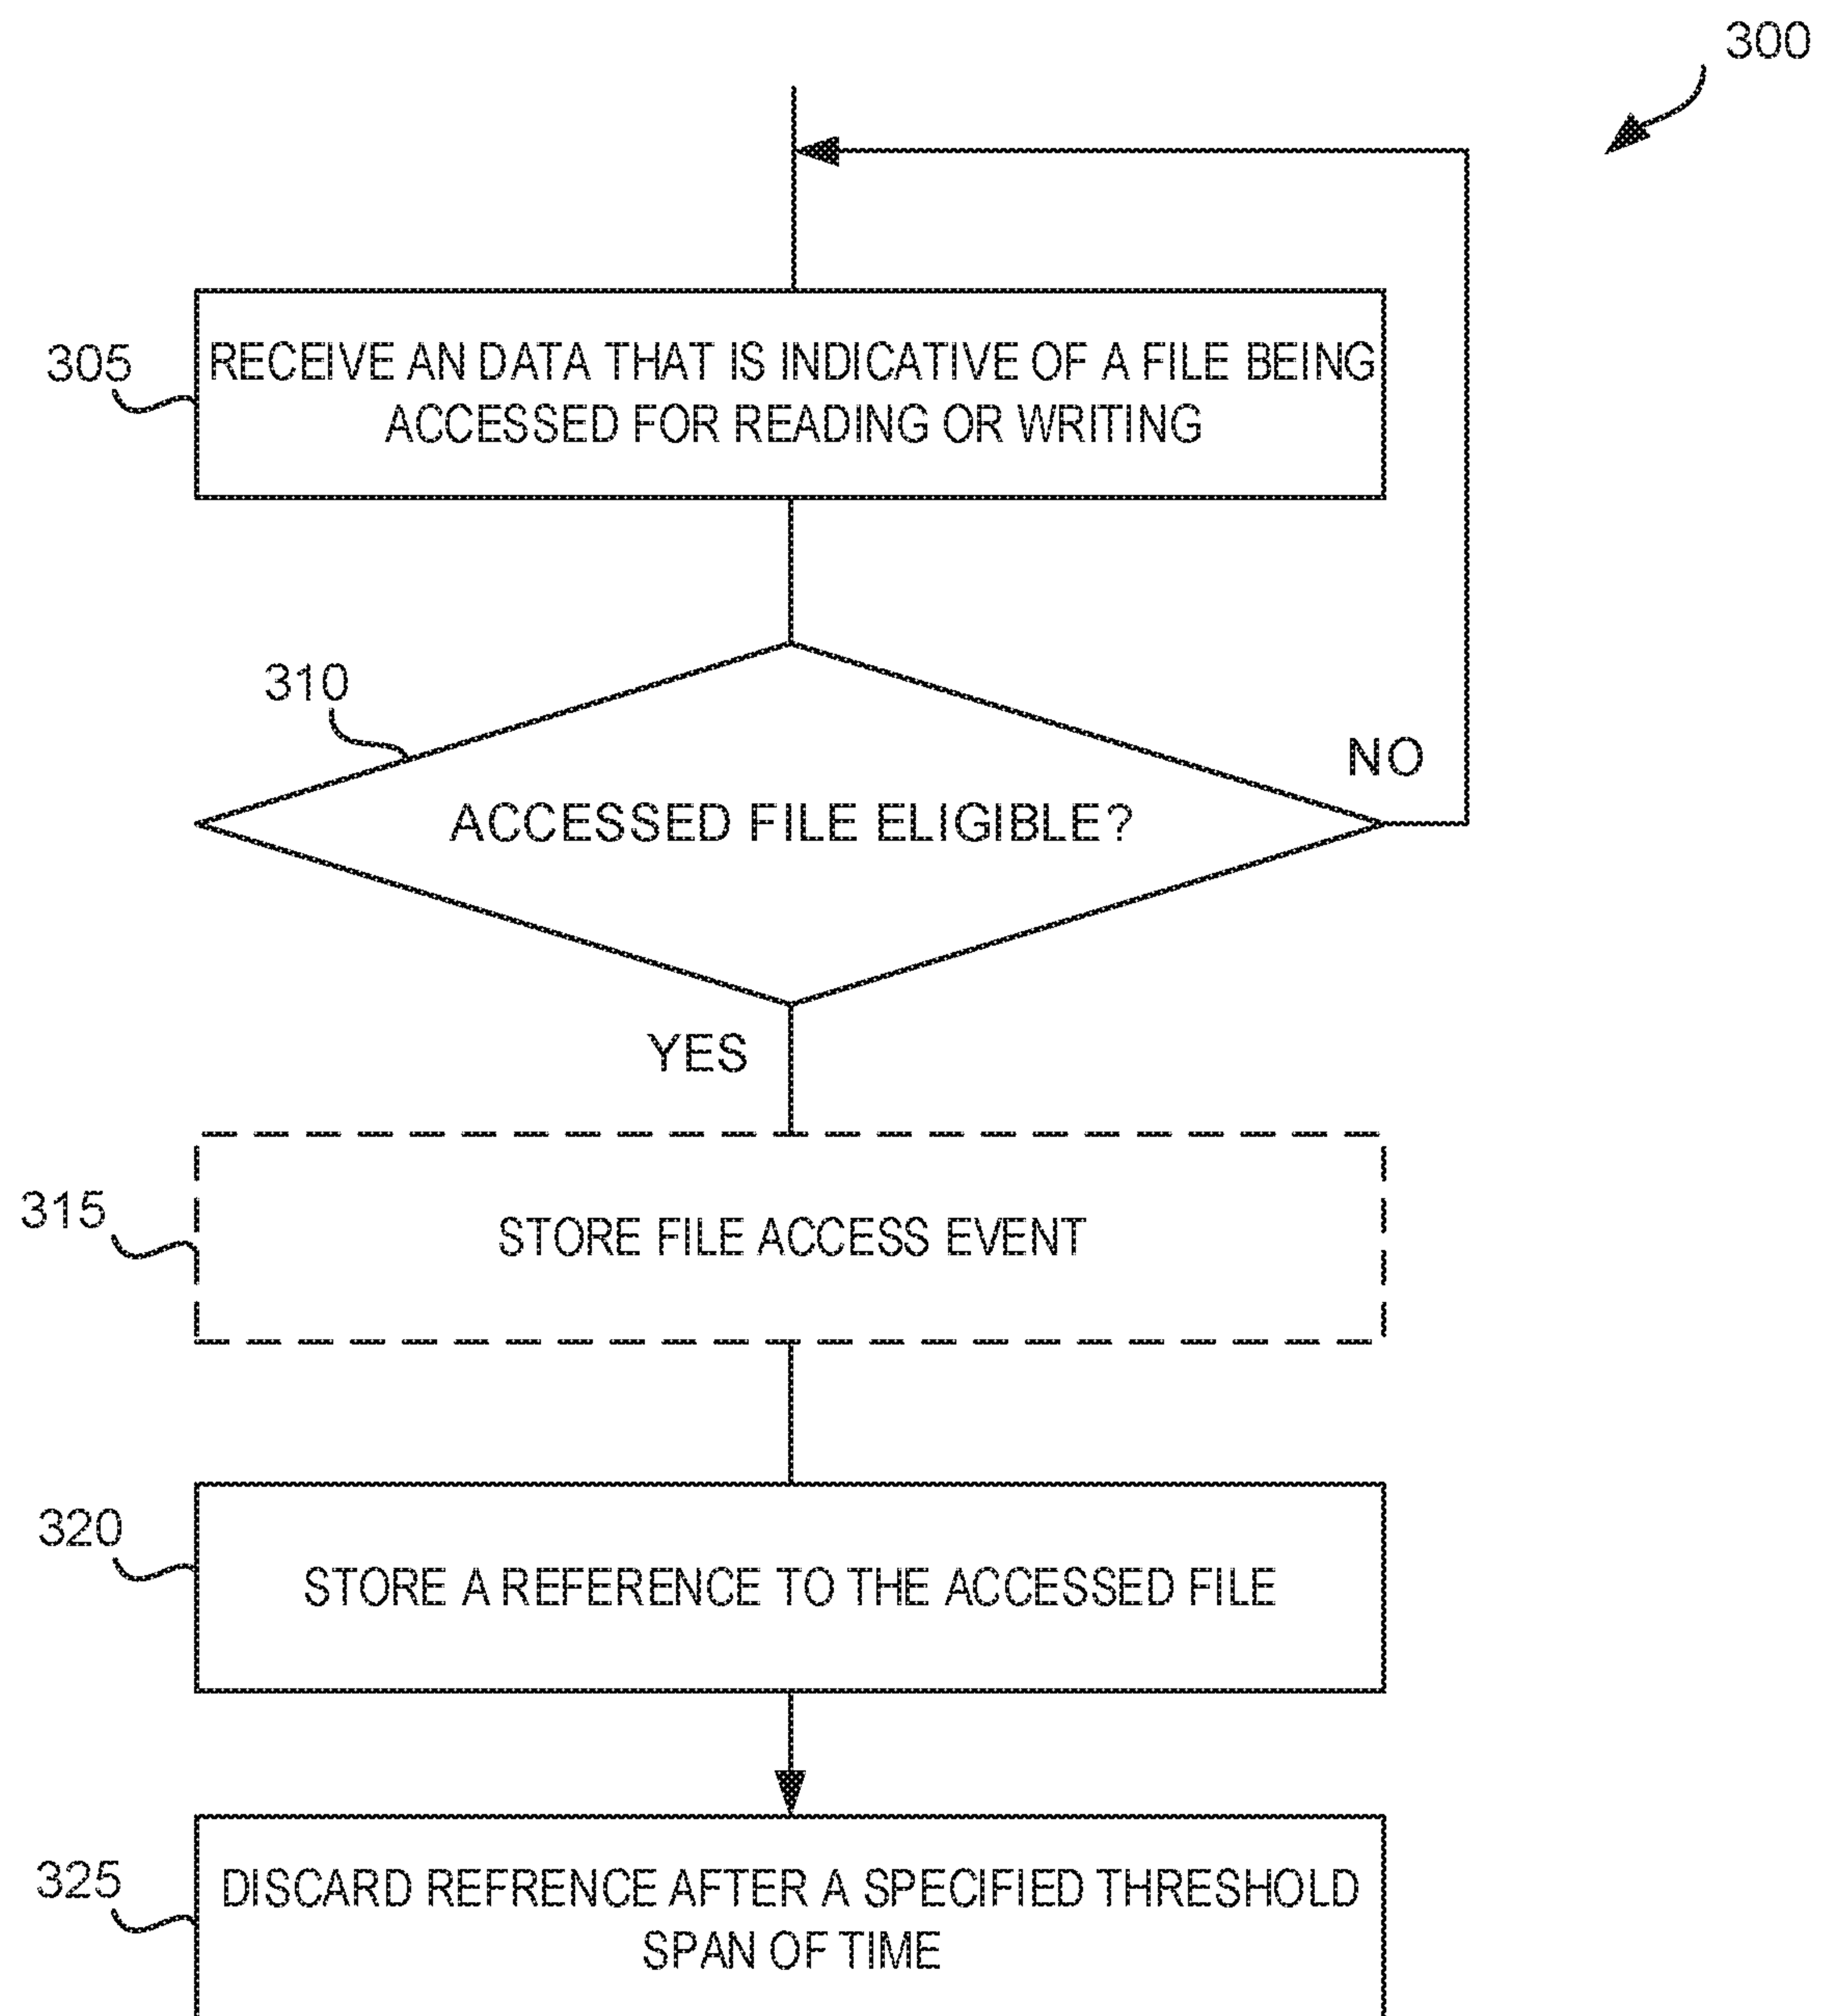 300
305
RECEIVE AN DATA THAT IS INDICATIVE OF A FILE BEING
ACCESSED FOR READING OR WRITING
310
ACCESSED FILE ELIGIBLE?
NO
YES
315
STORE FILE ACCESS EVENT
320
STORE A REFERENCE TO THE ACCESSED FILE
325
DISCARD REFRENCE AFTER A SPECIFIED THRESHOLD
SPAN OF TIME